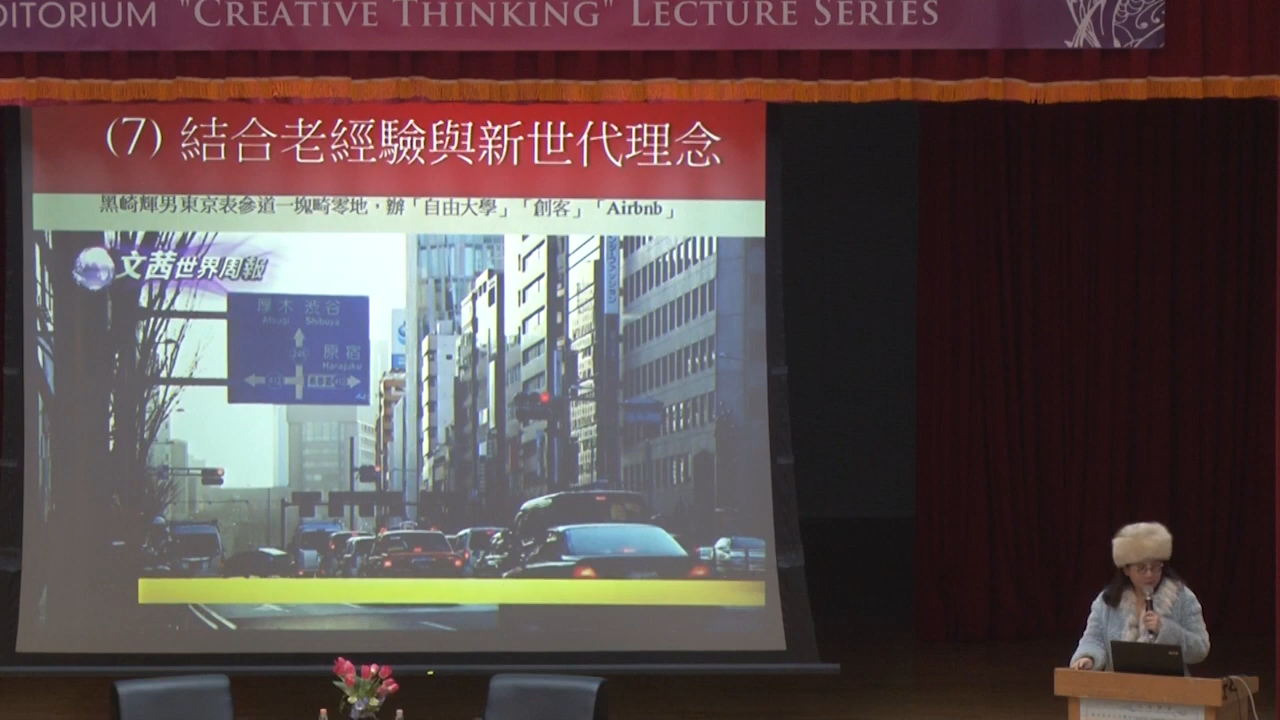 DITORIUM "CREATIVE THINKING" LECTURE SERIES
(7) 結合老經驗與新世代理念
黑崎輝男東京表參道一塊畸零地，辦「自由大學」「創客」「Airbnb」
文茜世界周報
厚木 渋谷
Atsugi Shibuya
246
原宿
Harajuku